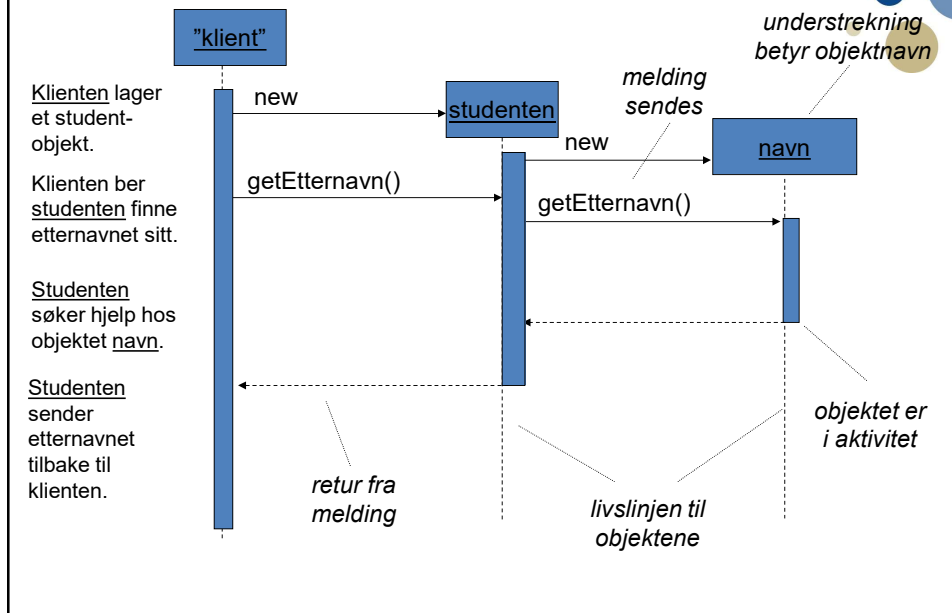 "klient"
understrekning
betyr objektnavn
melding
sendes
Klienten lager
et student-
objekt.
new
studenten
new
navn
Klienten ber
studenten finne
etternavnet sitt.
getEtternavn()
getEtternavn()
Studenten
søker hjelp hos
objektet navn.
Studenten
sender
etternavnet
tilbake til
klienten.
retur fra
melding
livslinjen til
objektene
objektet er
i aktivitet